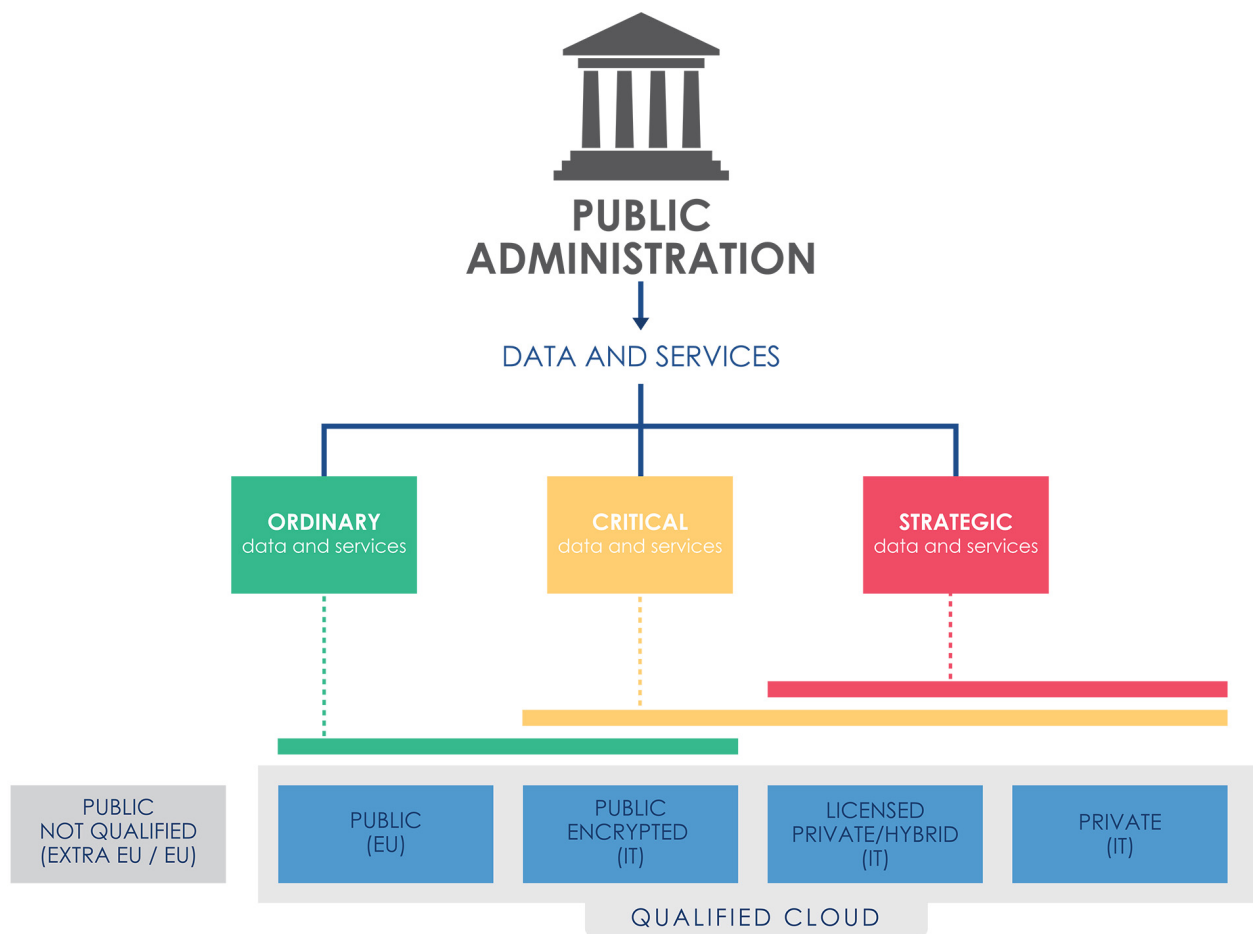 PUBLIC
ADMINISTRATION
DATA AND SERVICES
ORDINARY
data and services
CRITICAL
data and services
STRATEGIC
data and services
PUBLIC
NOT QUALIFIED
(EXTRA EU / EU)
PUBLIC
(EU)
PUBLIC
ENCRYPTED
(IT)
LICENSED
PRIVATE/HYBRID
(IT)
PRIVATE
(IT)
QUALIFIED CLOUD